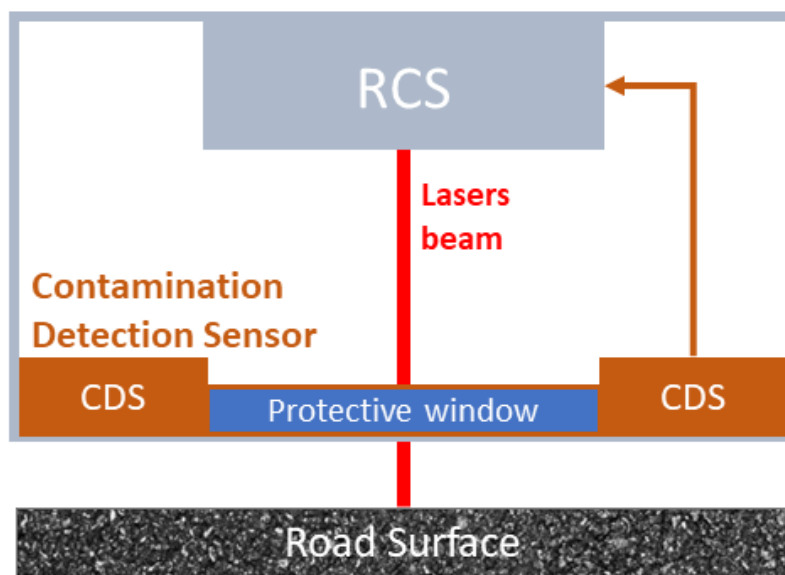 RCS
Lasers
beam
Contamination
Detection Sensor
CDS
Protective window
CDS
Road Surface